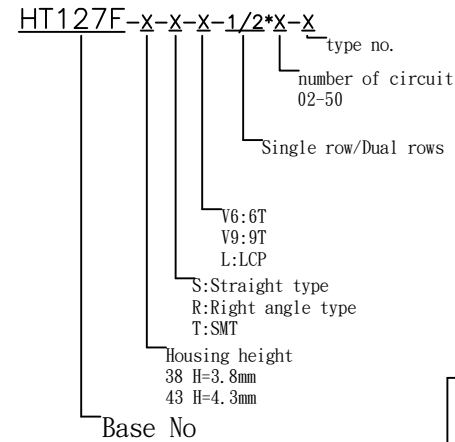 HT127F-X-X-X-1/2*X-X
type no.
number of circuit
02-50
Single row/Dual rows
V6:6T
V9:9T
L:LCP
S:Straight type
R:Right angle type
T:SMT
Housing height
38 H=3.8mm
43 H=4.3mm
Base No